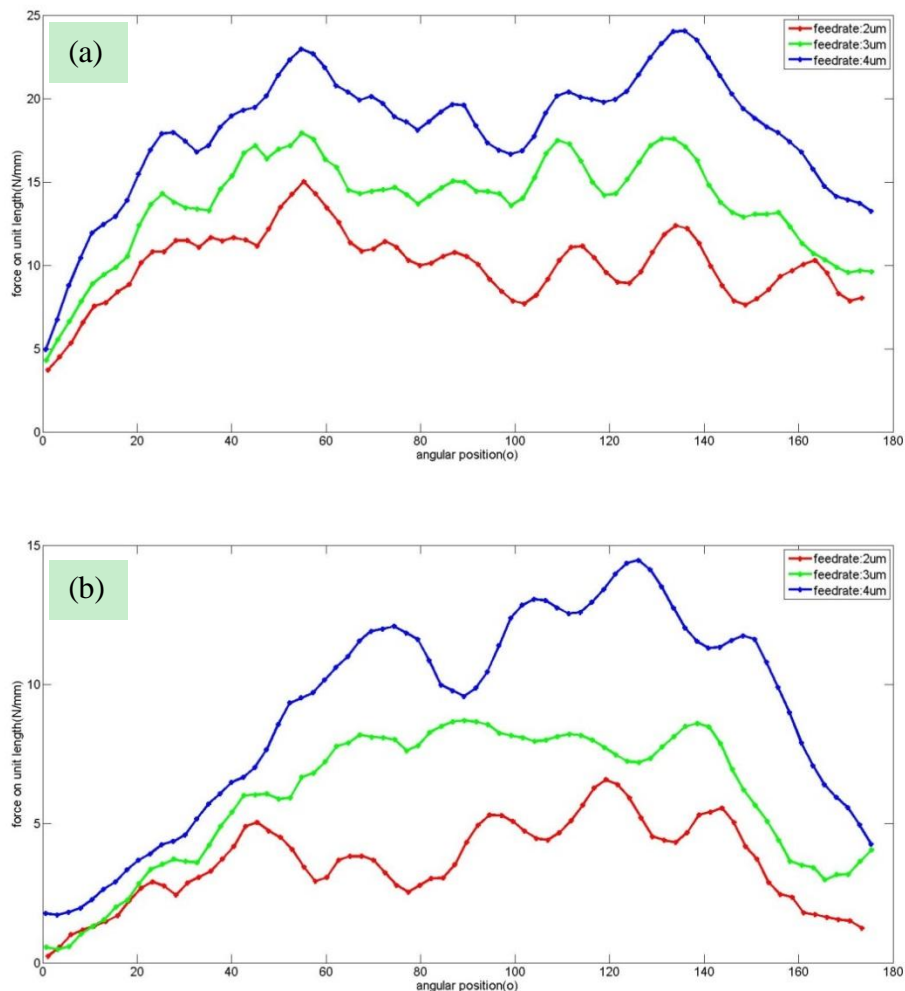 (a)
feedrate:2um
feedrate:3um
feedrate:4um
force on unit length(N/mm)
25
20
15
10
5
0
0 20 40 60 80 100 120 140 160 180
angular position(o)
(b)
feedrate:2um
feedrate:3um
feedrate:4um
force on unit length(N/mm)
15
10
5
0
0 20 40 60 80 100 120 140 160 180
angular position(o)